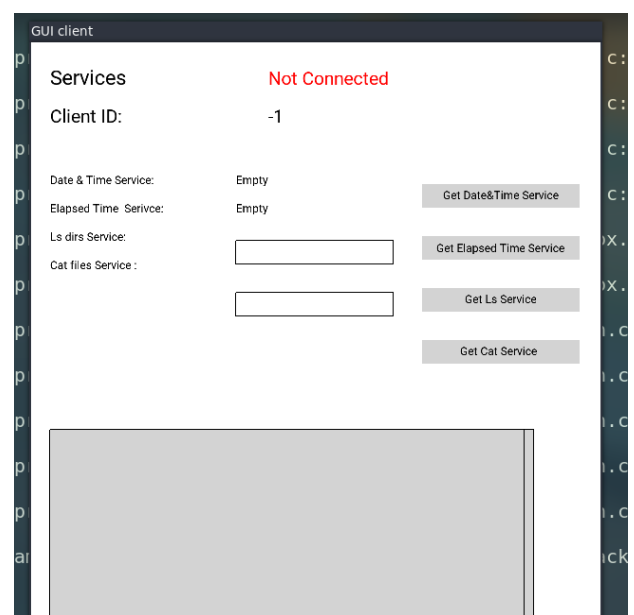 GUI client
Services Not Connected
Client ID: -1
Date & Time Service: Empty
Get Date&Time Service
Elapsed Time Serivce: Empty
Ls dirs Service:
Get Elapsed Time Service
Cat files Service :
Get Ls Service
Get Cat Service